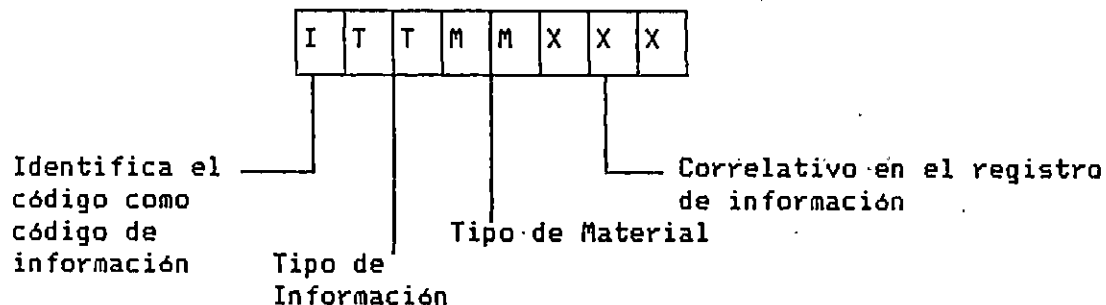 I T T M M X X X
Identifica el
código como
código de
información
Tipo de
Información
Tipo de Material
Correlativo en el registro
de información